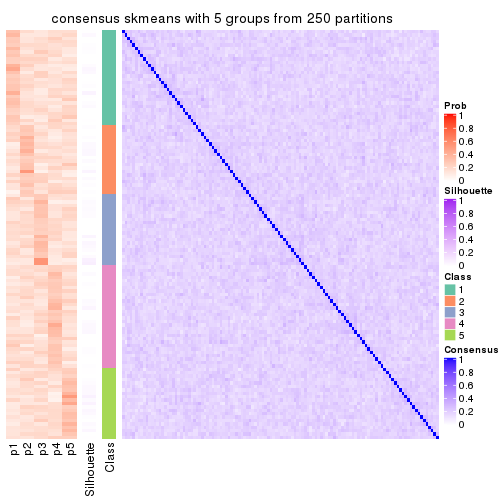 consensus skmeans with 5 groups from 250 partitions
p1
p2
p3
p4
p5
Silhouette
Class
Prob
1
0.8
0.6
0.4
0.2
0
Silhouette
1
0.8
0.6
0.4
0.2
0
Class
1
2
3
4
5
Consensus
1
0.8
0.6
0.4
0.2
0